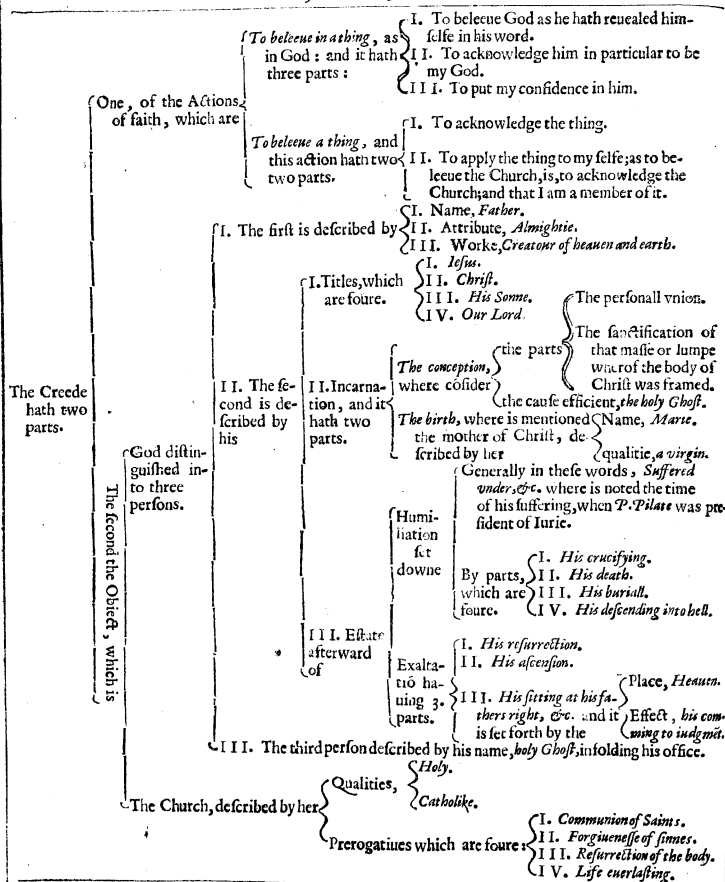 The Creede
hath two
parts.
One, of the Actions
of faith, which are
To beleeue in a thing, as
in God : and it hath
three parts :
I. To beleeue God as he hath reuealed him-
selfe in his word.
II. To acknowledge him in particular to be
my God.
III. To put my confidence in him.
To beleeue a thing, and
this action hath two
two parts.
I. To acknowledge the thing.
II. To apply the thing to my selfe; as to be-
leeue the Church, is, to acknowledge the
Church; and that I am a member of it.
The second the Obiect, which is
God distin-
guished in-
to three
persons.
I. The first is described by
I. Name, Father.
II. Attribute, Almightie.
III. Worke, Creatour of heauen and earth.
II. The se-
cond is de-
scribed by
his
I. Titles, which
are foure.
I. Iesus.
II. Christ.
III. His Sonne.
IV. Our Lord.
II. Incarna-
tion, and it
hath two
parts.
The conception,
where cōsider
the parts
The personall vnion.
The sanctification of
that masse or lumpe
wherof the body of
Christ was framed.
the cause efficient, the holy Ghost.
The birth, where is mentioned
the mother of Christ, de-
scribed by her
Name, Marie.
qualitie, a virgin.
III. Estate
afterward
of
Humi-
liation
set
downe
Generally in these words, Suffered
vnder, &c. where is noted the time
of his suffering, when P. Pilate was pre-
sident of Iurie.
By parts,
which are
foure.
I. His crucifying.
II. His death.
III. His buriall.
IV. His descending into hell.
Exalta-
tiō ha-
uing 3.
parts.
I. His resurrection.
II. His ascension.
III. His sitting at his fa-
thers right, &c. and it
is set forth by the
Place, Heauen.
Effect, his com-
ming to iudgmēt.
III. The third person described by his name, holy Ghost, infolding his office.
The Church, described by her
Qualities,
Holy.
Catholike.
Prerogatiues which are foure :
I. Communion of Saints.
II. Forgiuenesse of sinnes.
III. Resurrection of the body.
IV. Life euerlasting.